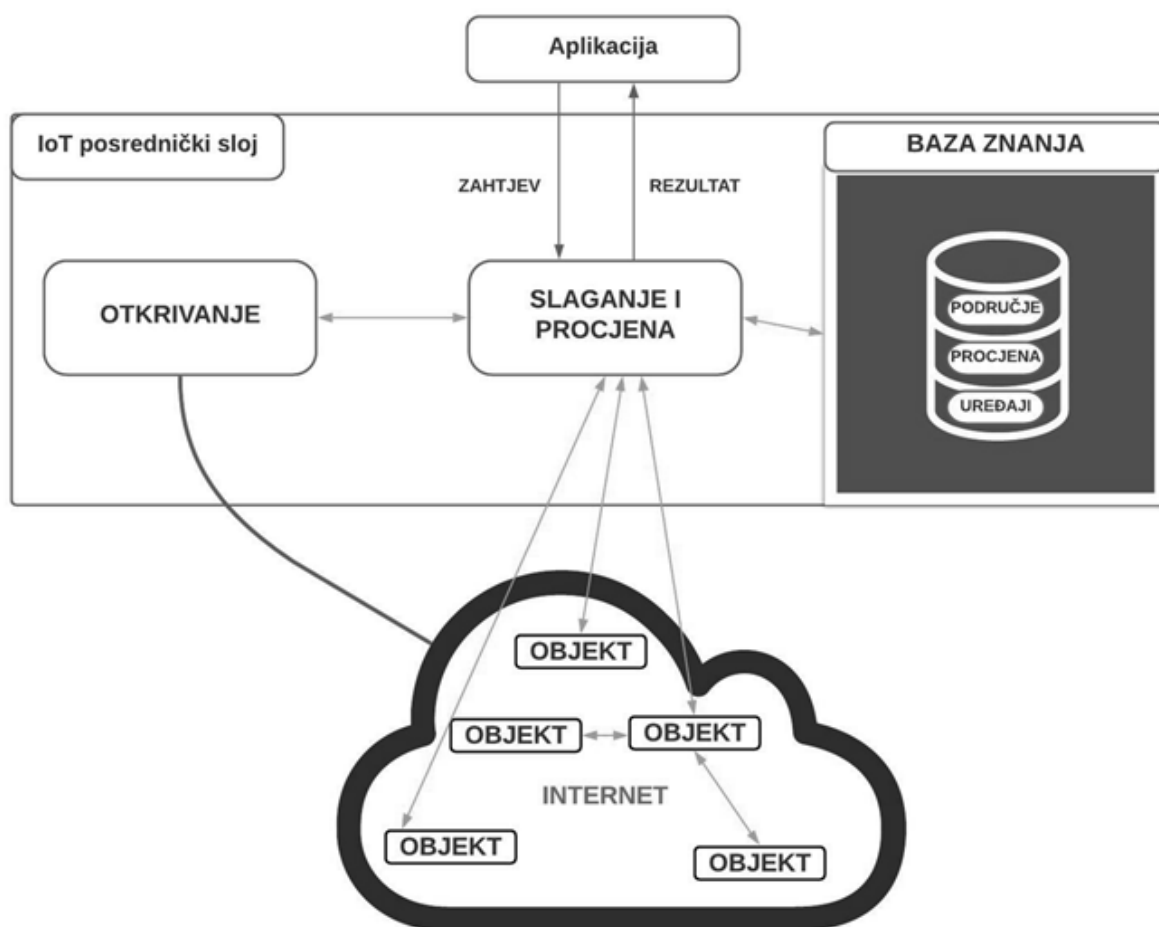 Aplikacija
IoT posrednički sloj
BAZA ZNANJA
ZAHTJEV
REZULTAT
OTKRIVANJE
SLAGANJE I
PROCJENA
PODRUČJE
PROCJENA
UREĐAJI
OBJEKT
OBJEKT
OBJEKT
INTERNET
OBJEKT
OBJEKT